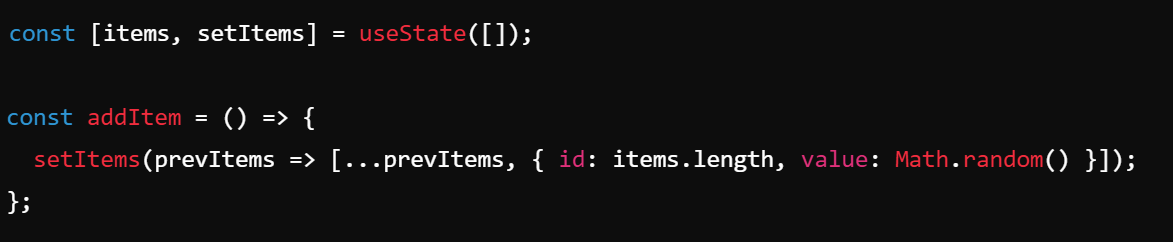 const [items, setItems] = useState([]);
const addItem = () => {
setItems(prevItems => [...prevItems, { id: items.length, value: Math.random() }]);
};